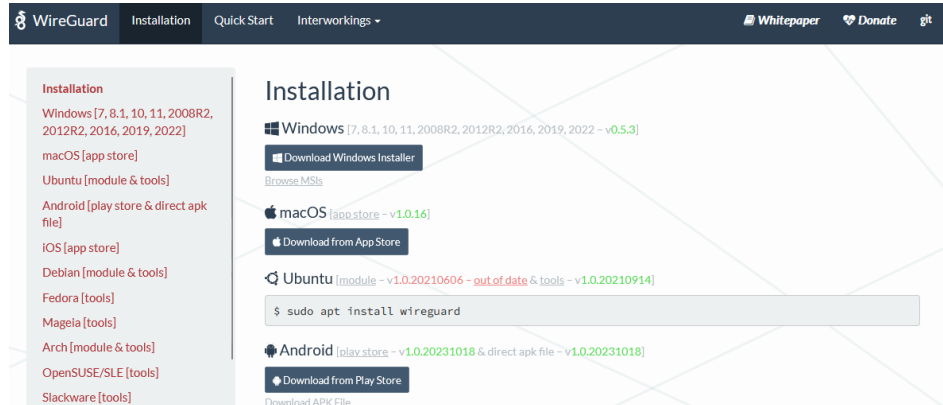 WireGuard Installation Quick Start Interworkings Whitepaper Donate git
Installation
Windows [7, 8.1, 10, 11, 2008R2,
2012R2, 2016, 2019, 2022]
macOS [app store]
Ubuntu [module & tools]
Android [play store & direct apk
file]
iOS [app store]
Debian [module & tools]
Fedora [tools]
Mageia [tools]
Arch [module & tools]
OpenSUSE/SLE [tools]
Slackware [tools]
Installation
Windows [7, 8.1, 10, 11, 2008R2, 2012R2, 2016, 2019, 2022 – v0.5.3]
Download Windows Installer
Browse MSIs
macOS [app store – v1.0.16]
Download from App Store
Ubuntu [module – v1.0.20210606 – out of date & tools – v1.0.20210914]
$ sudo apt install wireguard
Android [play store – v1.0.20231018 & direct apk file – v1.0.20231018]
Download from Play Store
Download APK File